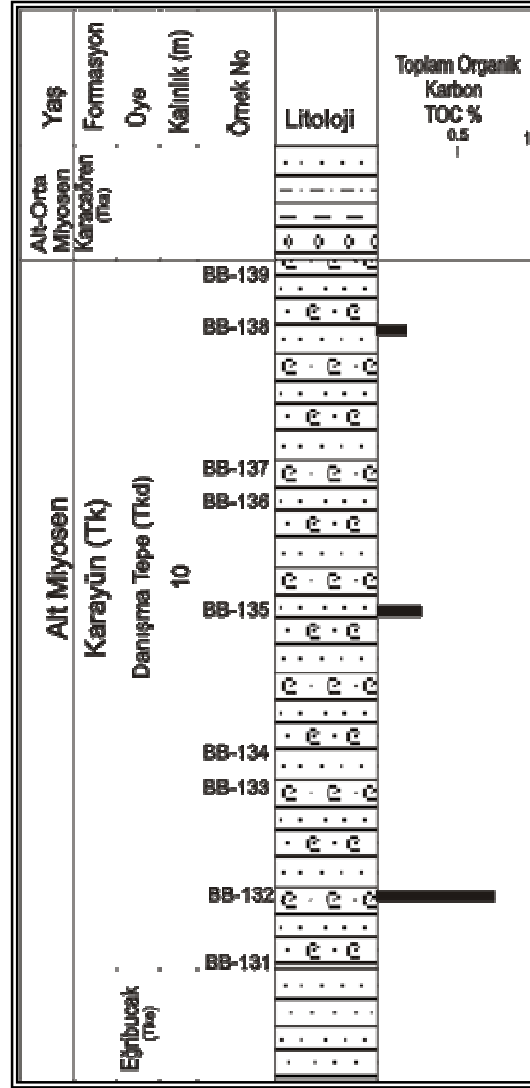 Yaş
Formasyon
Üye
Kalınlık (m)
Örnek No
Litoloji
Toplam Organik
Karbon
TOC %
0.5
1
Alt-Orta
Miyosen
Karacaören
(Tka)
BB-139
BB-138
BB-137
BB-136
BB-135
BB-134
BB-133
BB-132
BB-131
Alt Miyosen
Karayün (Tk)
Danışma Tepe (Tkd)
10
Eğribucak
(Tke)